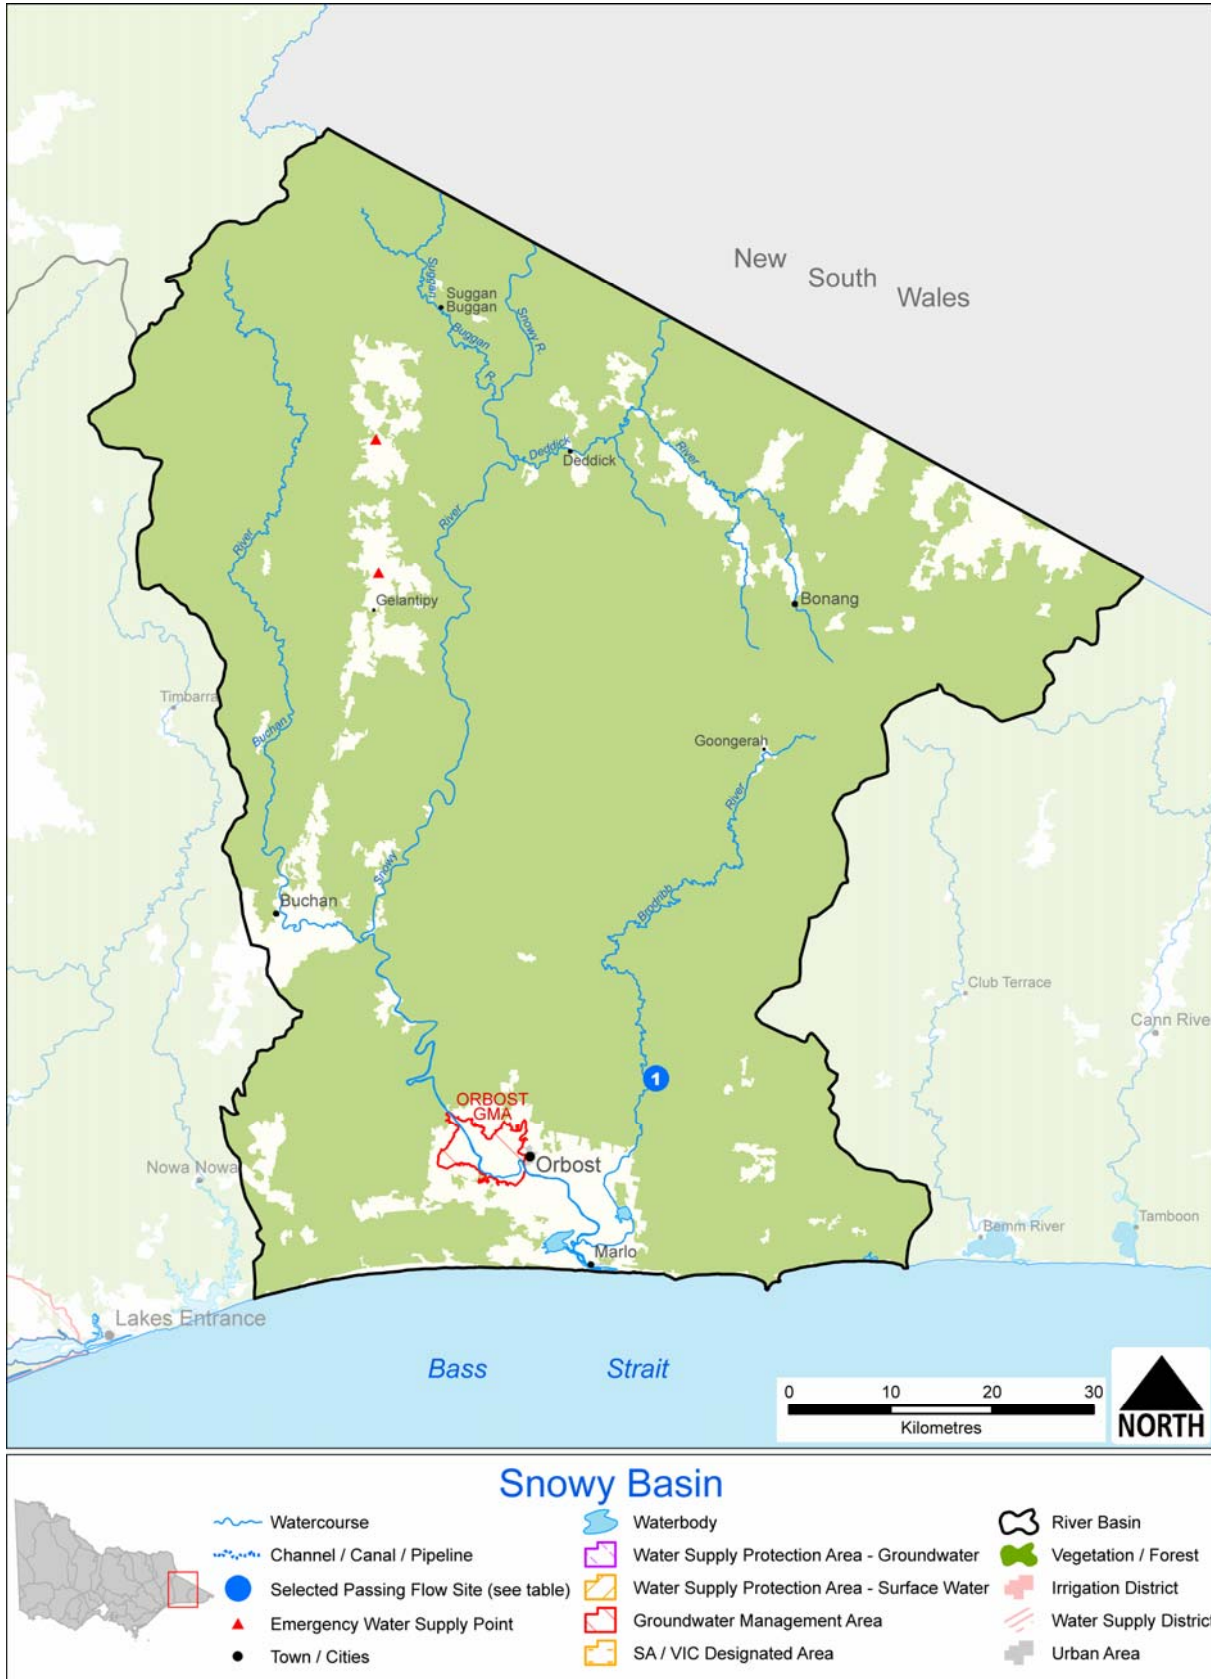 New
South
Wales
Suggan
Suggan
Buggan
Buggan
R.
Snowy R.
Deddick
Deddick
River
River
River
Gelantipy
Bonang
Timbarra
Buchan
Goongerah
River
Snowy
Brodribb
Buchan
Club Terrace
Cann River
1
ORBOST
GMA
Orbost
Nowa Nowa
Marlo
Bemm River
Tamboon
Lakes Entrance
Bass Strait
0 10 20 30
Kilometres
NORTH
Snowy Basin
Watercourse
Channel / Canal / Pipeline
Selected Passing Flow Site (see table)
Emergency Water Supply Point
Town / Cities
Waterbody
Water Supply Protection Area - Groundwater
Water Supply Protection Area - Surface Water
Groundwater Management Area
SA / VIC Designated Area
River Basin
Vegetation / Forest
Irrigation District
Water Supply District
Urban Area